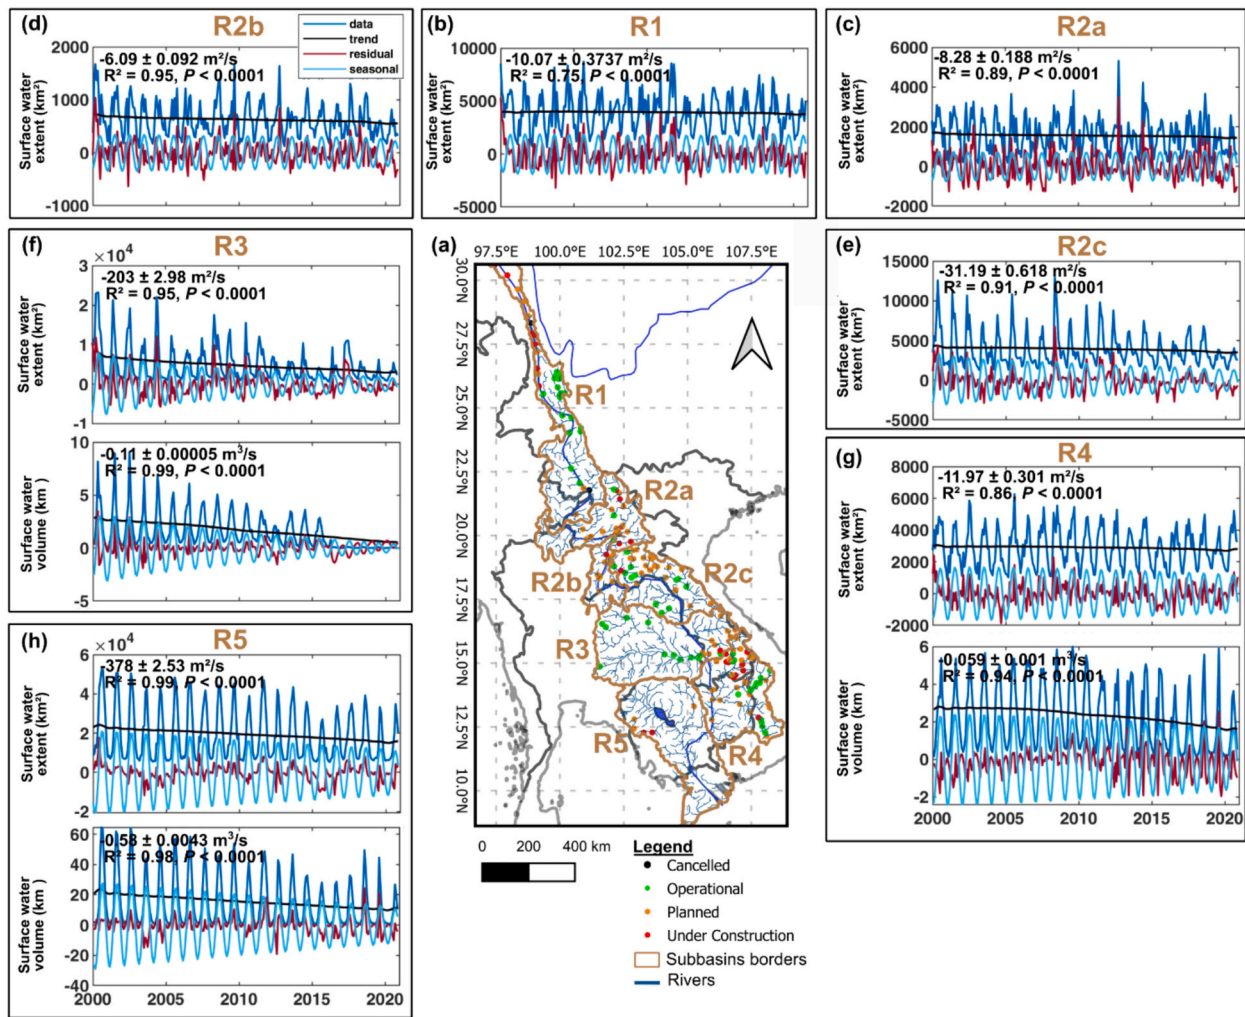 (d)
R2b
data
trend
residual
seasonal
-6.09 ± 0.092 m²/s
R² = 0.95, P < 0.0001
Surface water
extent (km²)
2000
1000
0
-1000
(b)
R1
-10.07 ± 0.3737 m²/s
R² = 0.75, P < 0.0001
Surface water
extent (km²)
10000
5000
0
-5000
(c)
R2a
-8.28 ± 0.188 m²/s
R² = 0.89, P < 0.0001
Surface water
extent (km²)
6000
4000
2000
0
-2000
(f)
R3
×10⁴
-203 ± 2.98 m²/s
R² = 0.95, P < 0.0001
Surface water
extent (km²)
3
2
1
0
-1
-0.11 ± 0.00005 m³/s
R² = 0.99, P < 0.0001
Surface water
volume (km )
10
5
0
-5
(a)
97.5°E 100.0°E 102.5°E 105.0°E 107.5°E
30.0°N
27.5°N
25.0°N
22.5°N
20.0°N
17.5°N
15.0°N
12.5°N
10.0°N
R1
R2a
R2b
R2c
R3
R5
R4
0 200 400 km
Legend
Cancelled
Operational
Planned
Under Construction
Subbasins borders
Rivers
(e)
R2c
-31.19 ± 0.618 m²/s
R² = 0.91, P < 0.0001
Surface water
extent (km²)
15000
10000
5000
0
-5000
(g)
R4
-11.97 ± 0.301 m²/s
R² = 0.86, P < 0.0001
Surface water
extent (km²)
8000
6000
4000
2000
0
-2000
-0.059 ± 0.001 m³/s
R² = 0.94, P < 0.0001
Surface water
volume (km )
6
4
2
0
-2
2000 2005 2010 2015 2020
(h)
R5
×10⁴
-378 ± 2.53 m²/s
R² = 0.99, P < 0.0001
Surface water
extent (km²)
6
4
2
0
-2
-0.58 ± 0.0043 m³/s
R² = 0.98, P < 0.0001
Surface water
volume (km )
60
40
20
0
-20
-40
2000 2005 2010 2015 2020